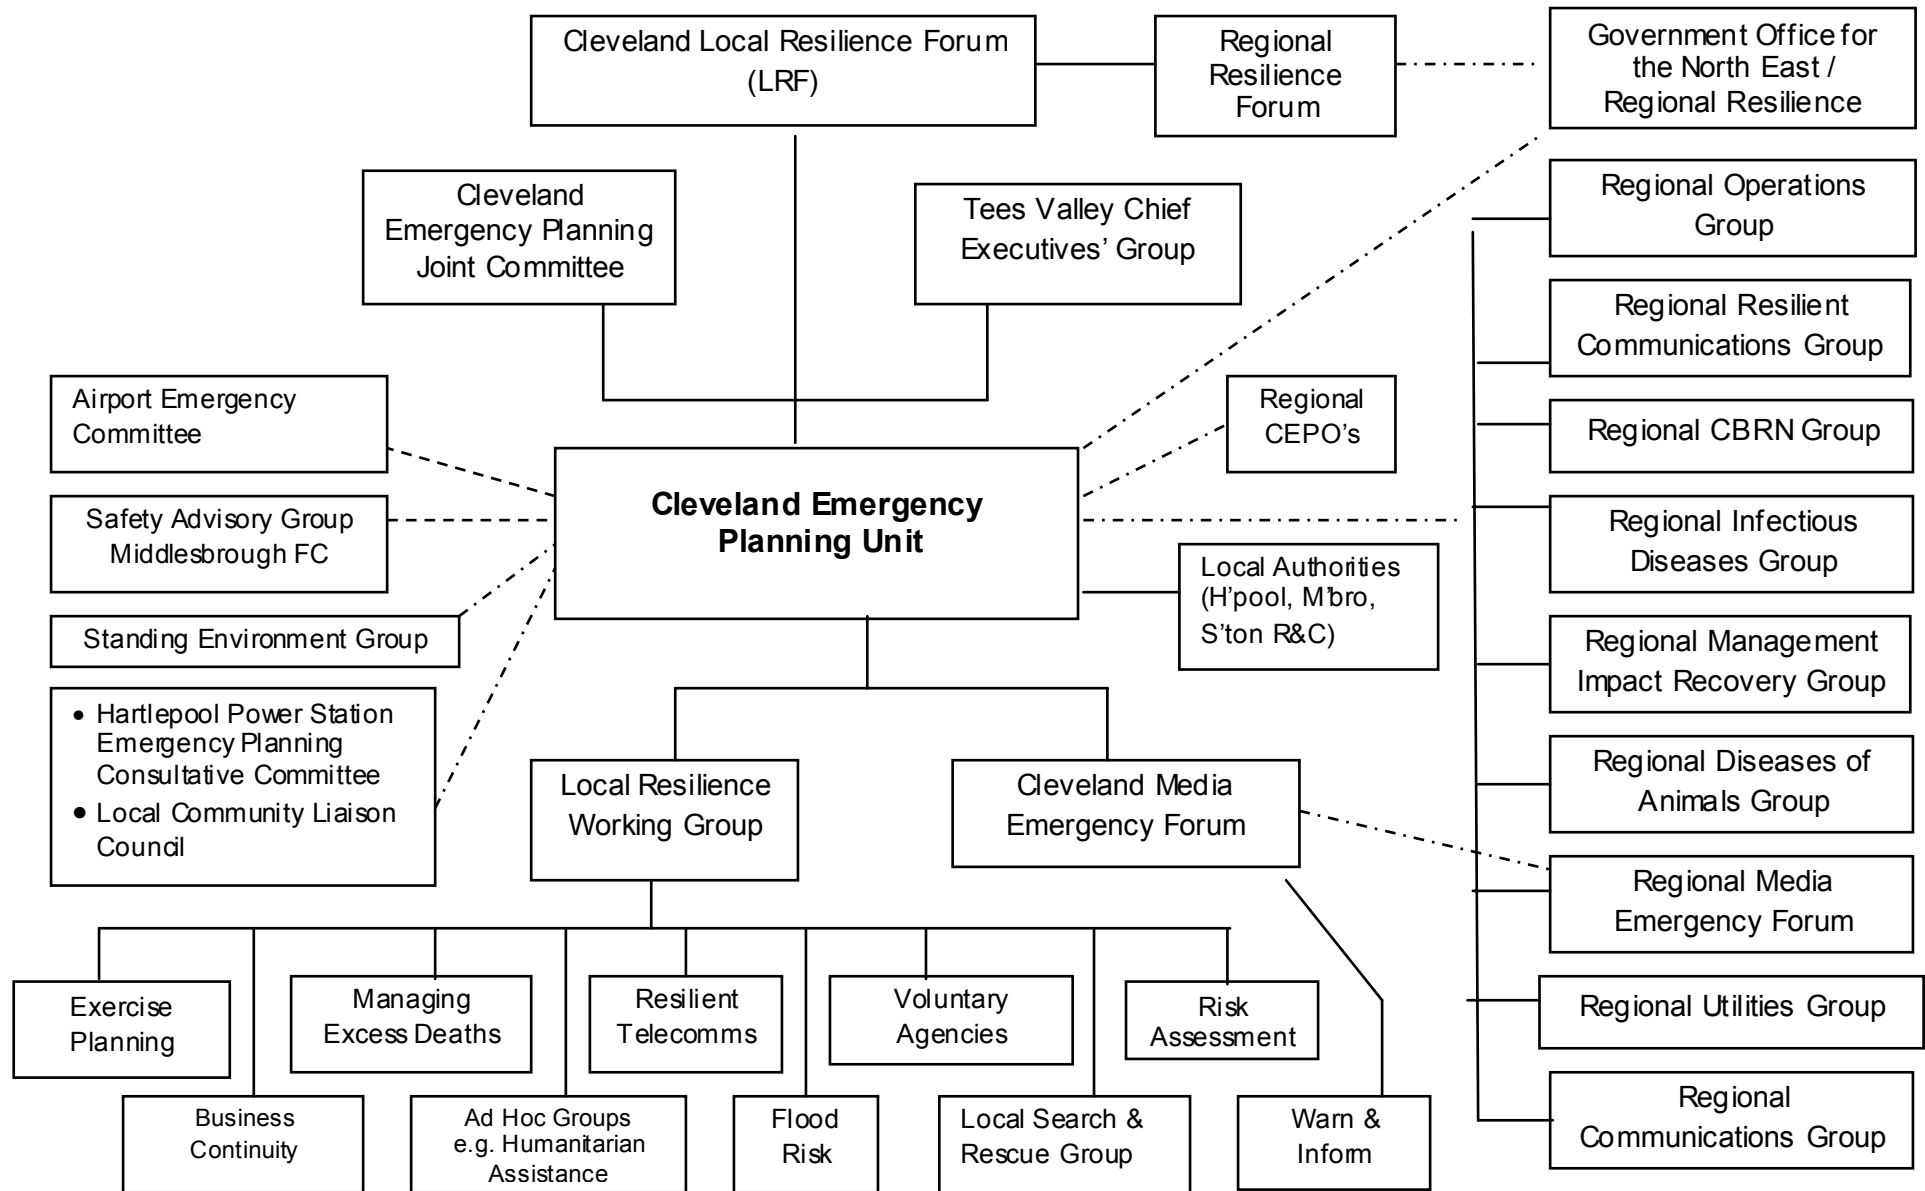 Cleveland Local Resilience Forum
(LRF)
Regional
Resilience
Forum
Government Office for
the North East /
Regional Resilience
Cleveland
Emergency Planning
Joint Committee
Tees Valley Chief
Executives’ Group
Regional Operations
Group
Regional Resilient
Communications Group
Airport Emergency
Committee
Regional
CEPO’s
Regional CBRN Group
Safety Advisory Group
Middlesbrough FC
Cleveland Emergency
Planning Unit
Regional Infectious
Diseases Group
Local Authorities
(H’pool, M’bro,
S’ton R&C)
Standing Environment Group
Regional Management
Impact Recovery Group
• Hartlepool Power Station
Emergency Planning
Consultative Committee
• Local Community Liaison
Council
Local Resilience
Working Group
Cleveland Media
Emergency Forum
Regional Diseases of
Animals Group
Regional Media
Emergency Forum
Exercise
Planning
Managing
Excess Deaths
Resilient
Telecomms
Voluntary
Agencies
Risk
Assessment
Regional Utilities Group
Business
Continuity
Ad Hoc Groups
e.g. Humanitarian
Assistance
Flood
Risk
Local Search &
Rescue Group
Warn &
Inform
Regional
Communications Group